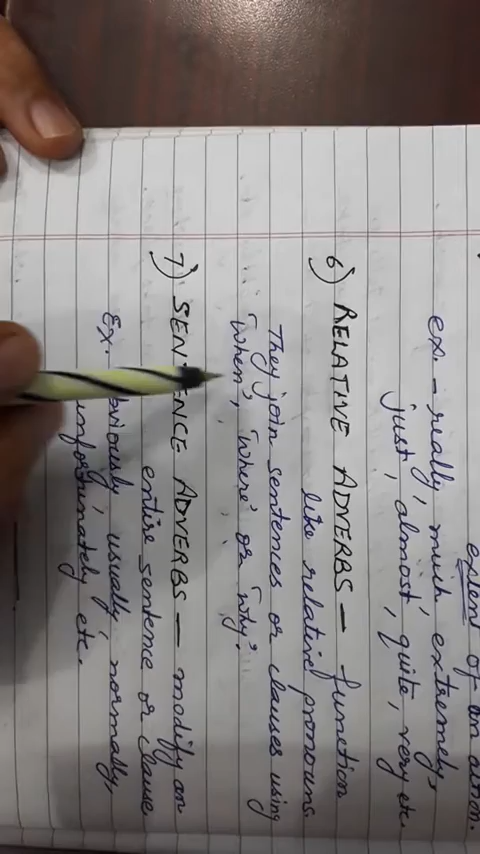 extent of an action.
ex. - really, much, extremely,
just, almost, quite, very etc.
6) RELATIVE ADVERBS - function
like relative pronouns.
They join sentences or clauses using
"when", "where" or "why".
7) SENTENCE ADVERBS - modify an
entire sentence or clause
Ex. obviously, usually, normally,
unfortunately etc.